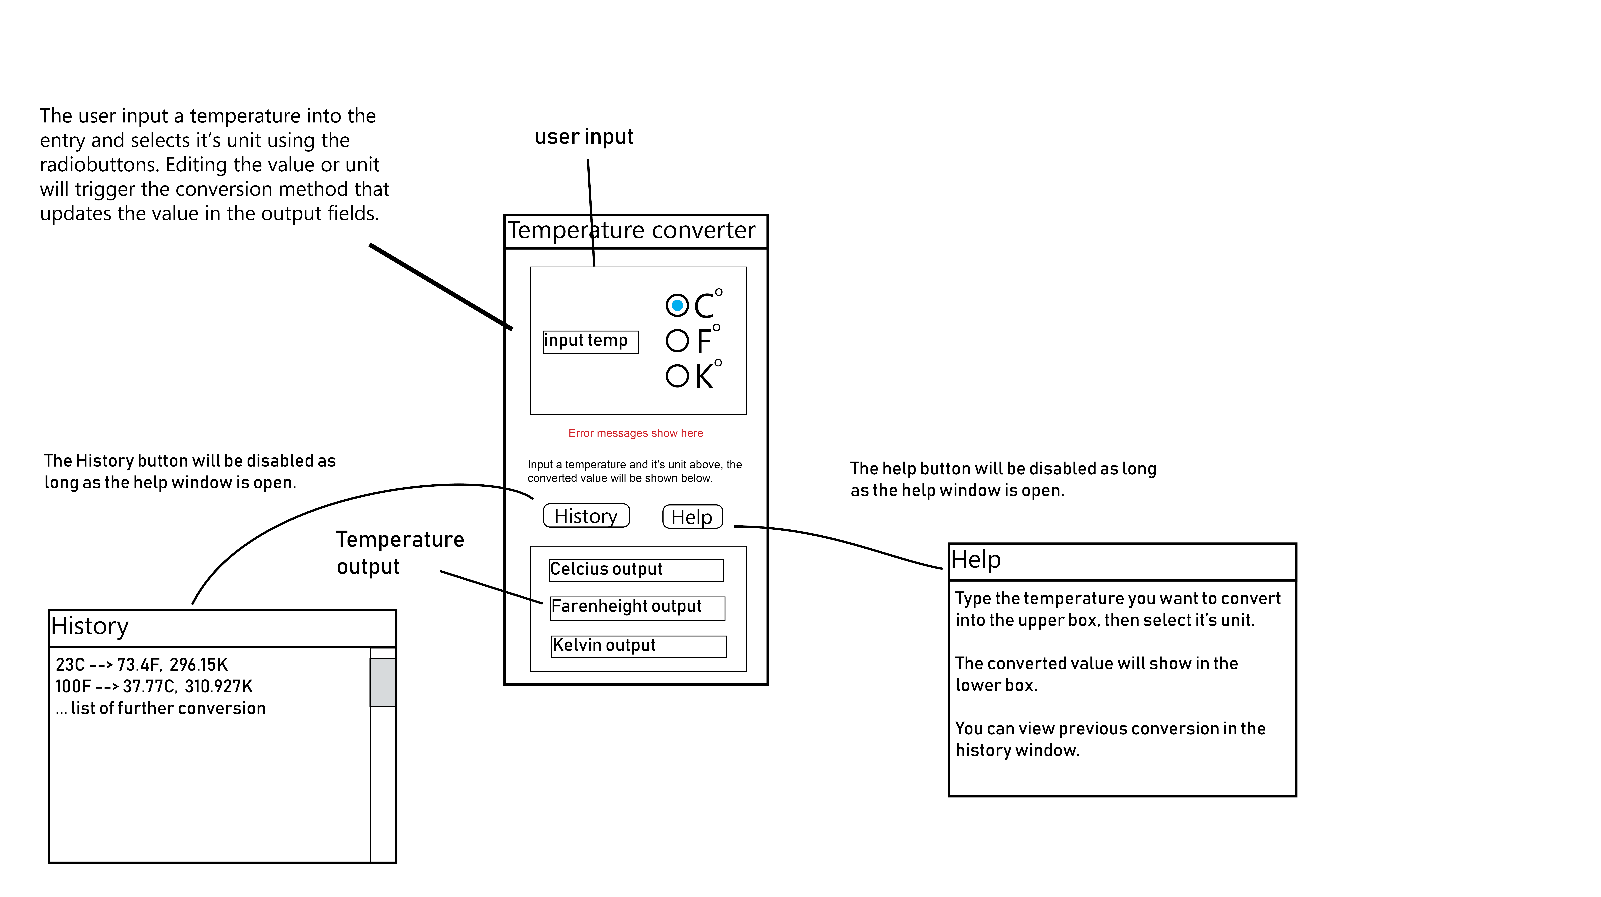 The user input a temperature into the
entry and selects it's unit using the
radiobuttons. Editing the value or unit
will trigger the conversion method that
updates the value in the output fields.
user input
Temperature converter
input temp
C°
F°
K°
Error messages show here
Input a temperature and it's unit above, the
converted value will be shown below.
History
Help
The History button will be disabled as
long as the help window is open.
Temperature
output
Celcius output
Farenheight output
Kelvin output
The help button will be disabled as long
as the help window is open.
History
23C --> 73.4F, 296.15K
100F --> 37.77C, 310.927K
... list of further conversion
Help
Type the temperature you want to convert
into the upper box, then select it's unit.
The converted value will show in the
lower box.
You can view previous conversion in the
history window.